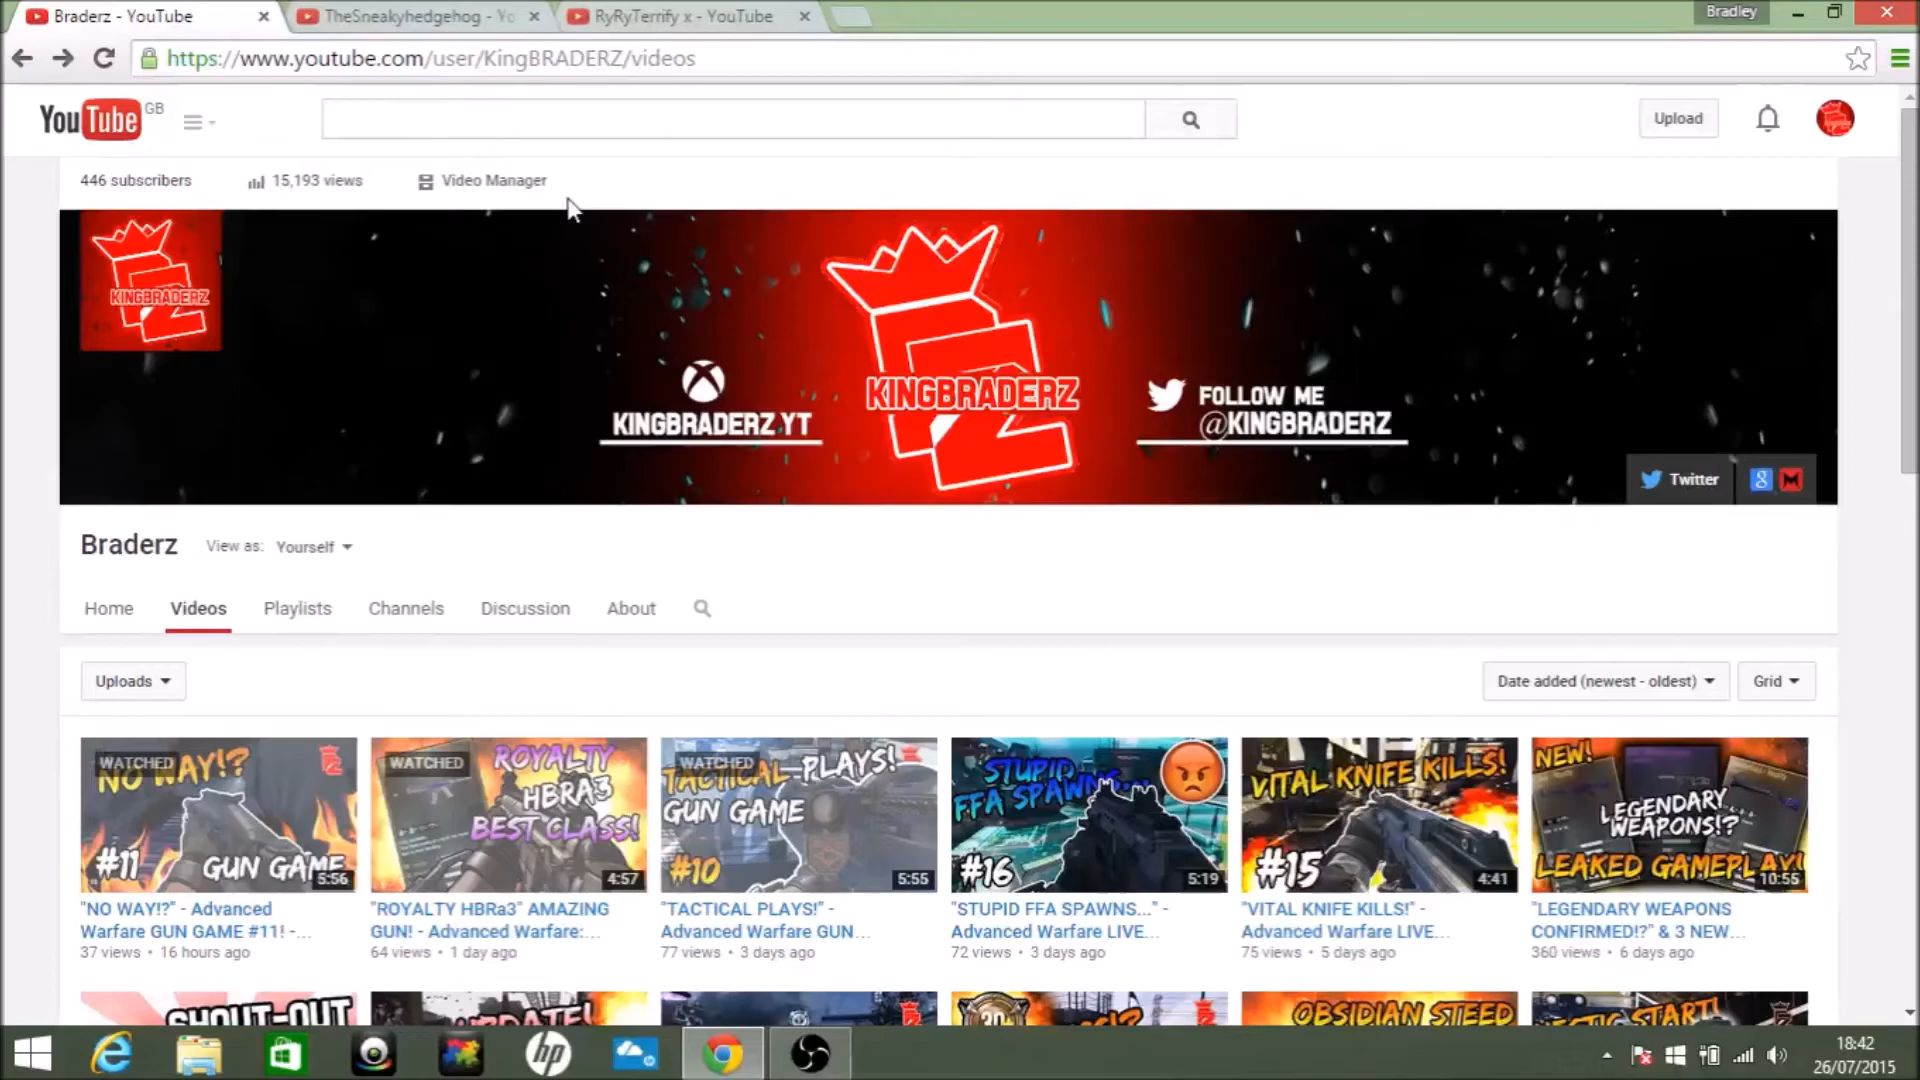 Braderz - YouTube
TheSneakyhedgehog - Yo
RyRyTerrify x - YouTube
Bradley
https://www.youtube.com/user/KingBRADERZ/videos
YouTube GB
Upload
446 subscribers
15,193 views
Video Manager
KINGBRADERZ
KINGBRADERZ YT
KINGBRADERZ
FOLLOW ME
@KINGBRADERZ
Twitter
Braderz
View as: Yourself
Home
Videos
Playlists
Channels
Discussion
About
Uploads
Date added (newest - oldest)
Grid
WATCHED
NO WAY!?
#11
GUN GAME
5:56
WATCHED
ROYALTY
HBRA3
BEST CLASS!
4:57
WATCHED
TACTICAL PLAYS!
GUN GAME
#10
5:55
STUPID
FFA SPAWNS...
#16
5:19
VITAL KNIFE KILLS!
#15
4:41
NEW!
LEGENDARY
WEAPONS!?
LEAKED GAMEPLAY!
10:55
"NO WAY!?" - Advanced
Warfare GUN GAME #11! -...
37 views • 16 hours ago
"ROYALTY HBRa3" AMAZING
GUN! - Advanced Warfare:...
64 views • 1 day ago
"TACTICAL PLAYS!" -
Advanced Warfare GUN...
77 views • 3 days ago
"STUPID FFA SPAWNS..." -
Advanced Warfare LIVE...
72 views • 3 days ago
"VITAL KNIFE KILLS!" -
Advanced Warfare LIVE...
75 views • 5 days ago
"LEGENDARY WEAPONS
CONFIRMED!?" & 3 NEW...
360 views • 6 days ago
SHOUT-OUT
UPDATE!
OBSIDIAN STEED
START!
hp
18:42
26/07/2015